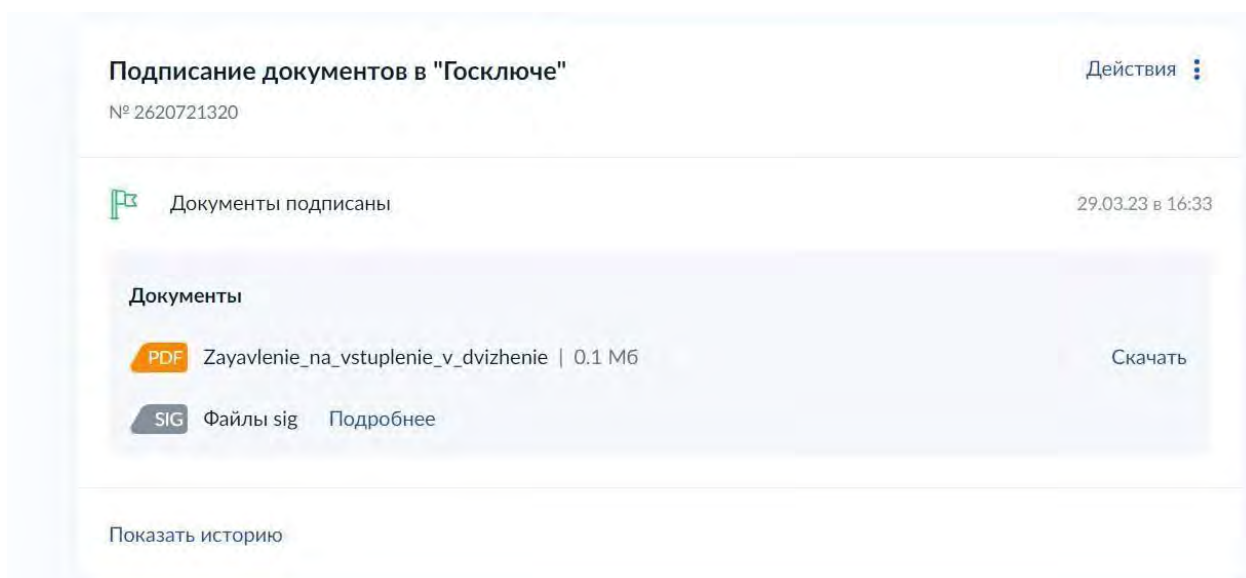 Подписание документов в "Госключе"
Действия
№ 2620721320
Документы подписаны
29.03.23 в 16:33
Документы
PDF Zayavlenie_na_vstuplenie_v_dvizhenie | 0.1 Мб
Скачать
SIG Файлы sig Подробнее
Показать историю